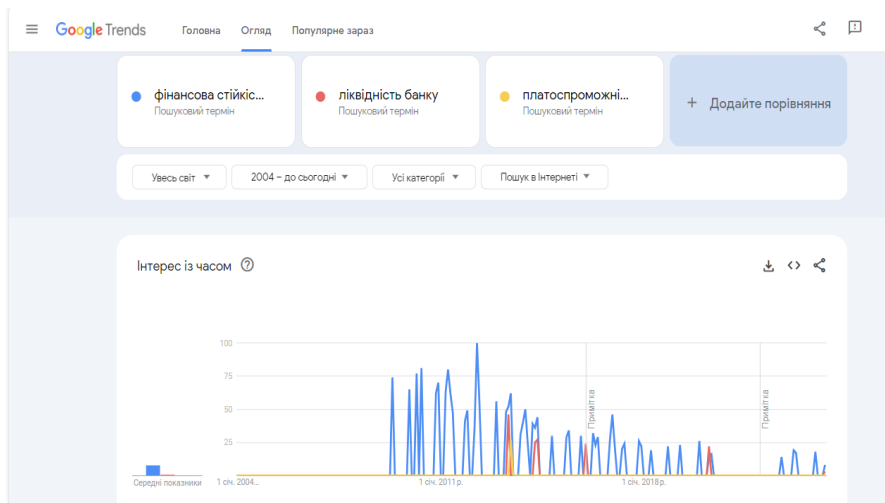 Google Trends
Головна Огляд Популярне зараз
фінансова стійкіс...
Пошуковий термін
ліквідність банку
Пошуковий термін
платоспроможні...
Пошуковий термін
+ Додайте порівняння
Увесь світ
2004 – до сьогодні
Усі категорії
Пошук в Інтернеті
Інтерес із часом
100
75
50
25
Примітка
Примітка
Середні показники
1 січ. 2004…
1 січ. 2011 р.
1 січ. 2018 р.